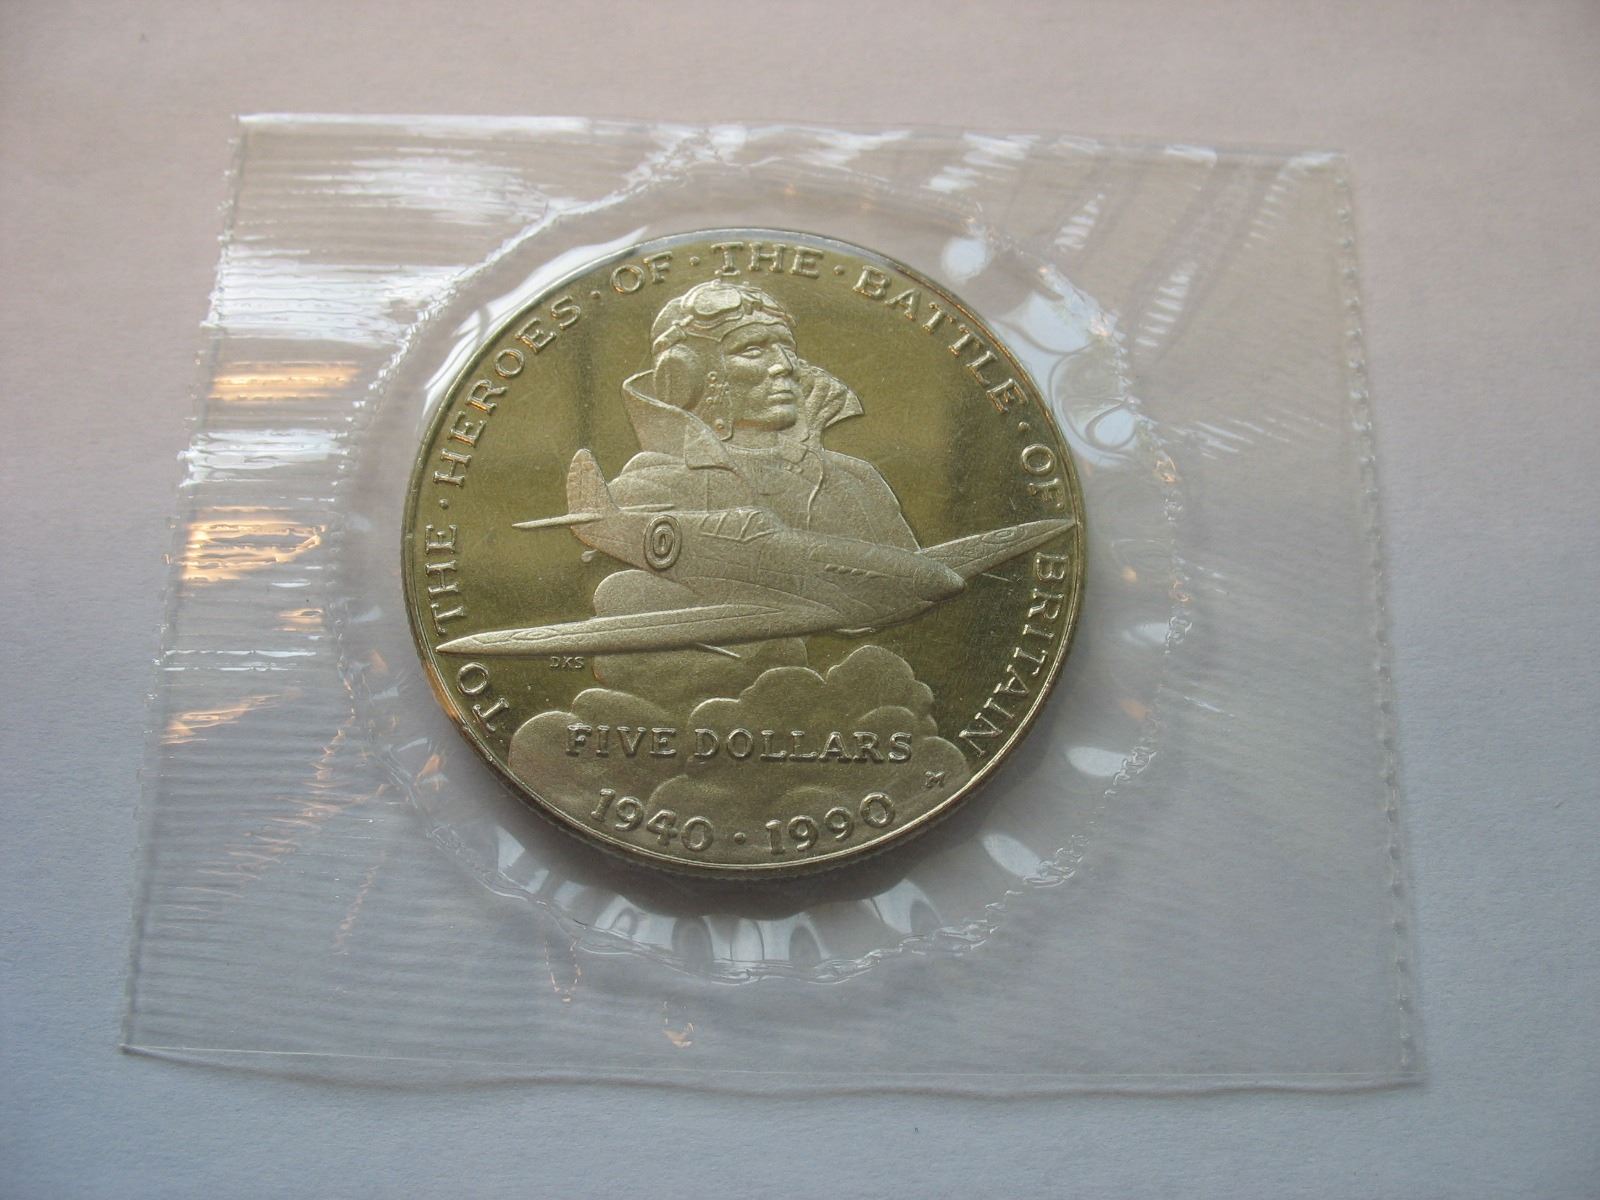 TO · THE · HEROES · OF · THE · BATTLE · OF · BRITAIN
DKS
FIVE DOLLARS
1940 · 1990